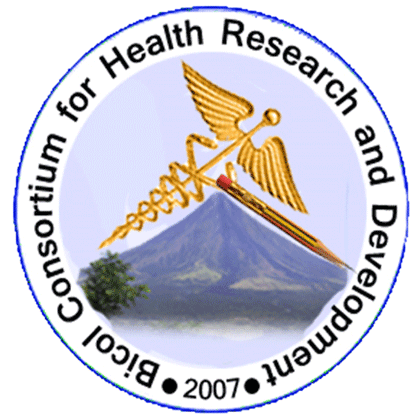 Bicol Consortium for Health Research and Development
• 2007 •